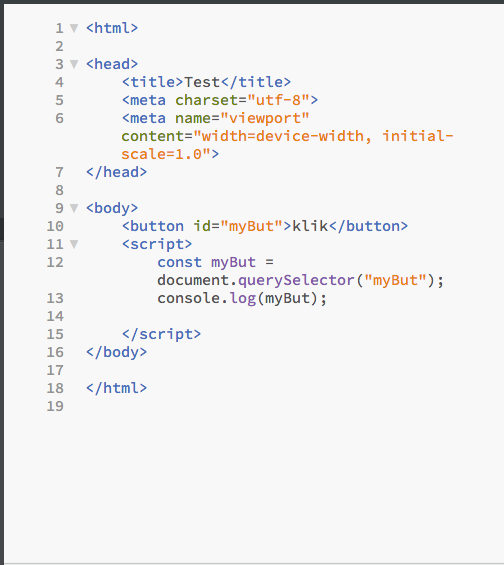 1 <html>
2
3 <head>
4 <title>Test</title>
5 <meta charset="utf-8">
6 <meta name="viewport"
content="width=device-width, initial-
scale=1.0">
7 </head>
8
9 <body>
10 <button id="myBut">klik</button>
11 <script>
12 const myBut =
document.querySelector("myBut");
13 console.log(myBut);
14
15 </script>
16 </body>
17
18 </html>
19